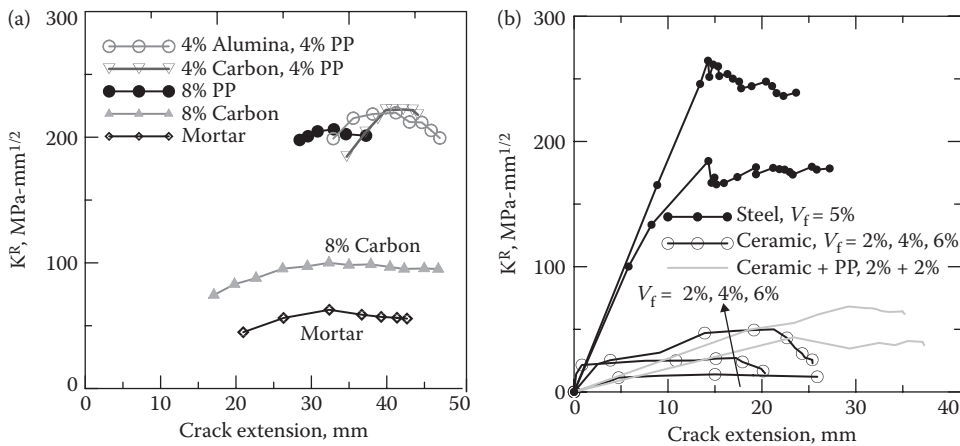 (a)
300
200
100
0
K^R, MPa-mm^1/2
4% Alumina, 4% PP
4% Carbon, 4% PP
8% PP
8% Carbon
Mortar
8% Carbon
Mortar
0 10 20 30 40 50
Crack extension, mm
(b)
300
200
100
0
K^R, MPa-mm^1/2
Steel, V_f = 5%
Ceramic, V_f = 2%, 4%, 6%
Ceramic + PP, 2% + 2%
V_f = 2%, 4%, 6%
0 10 20 30 40
Crack extension, mm